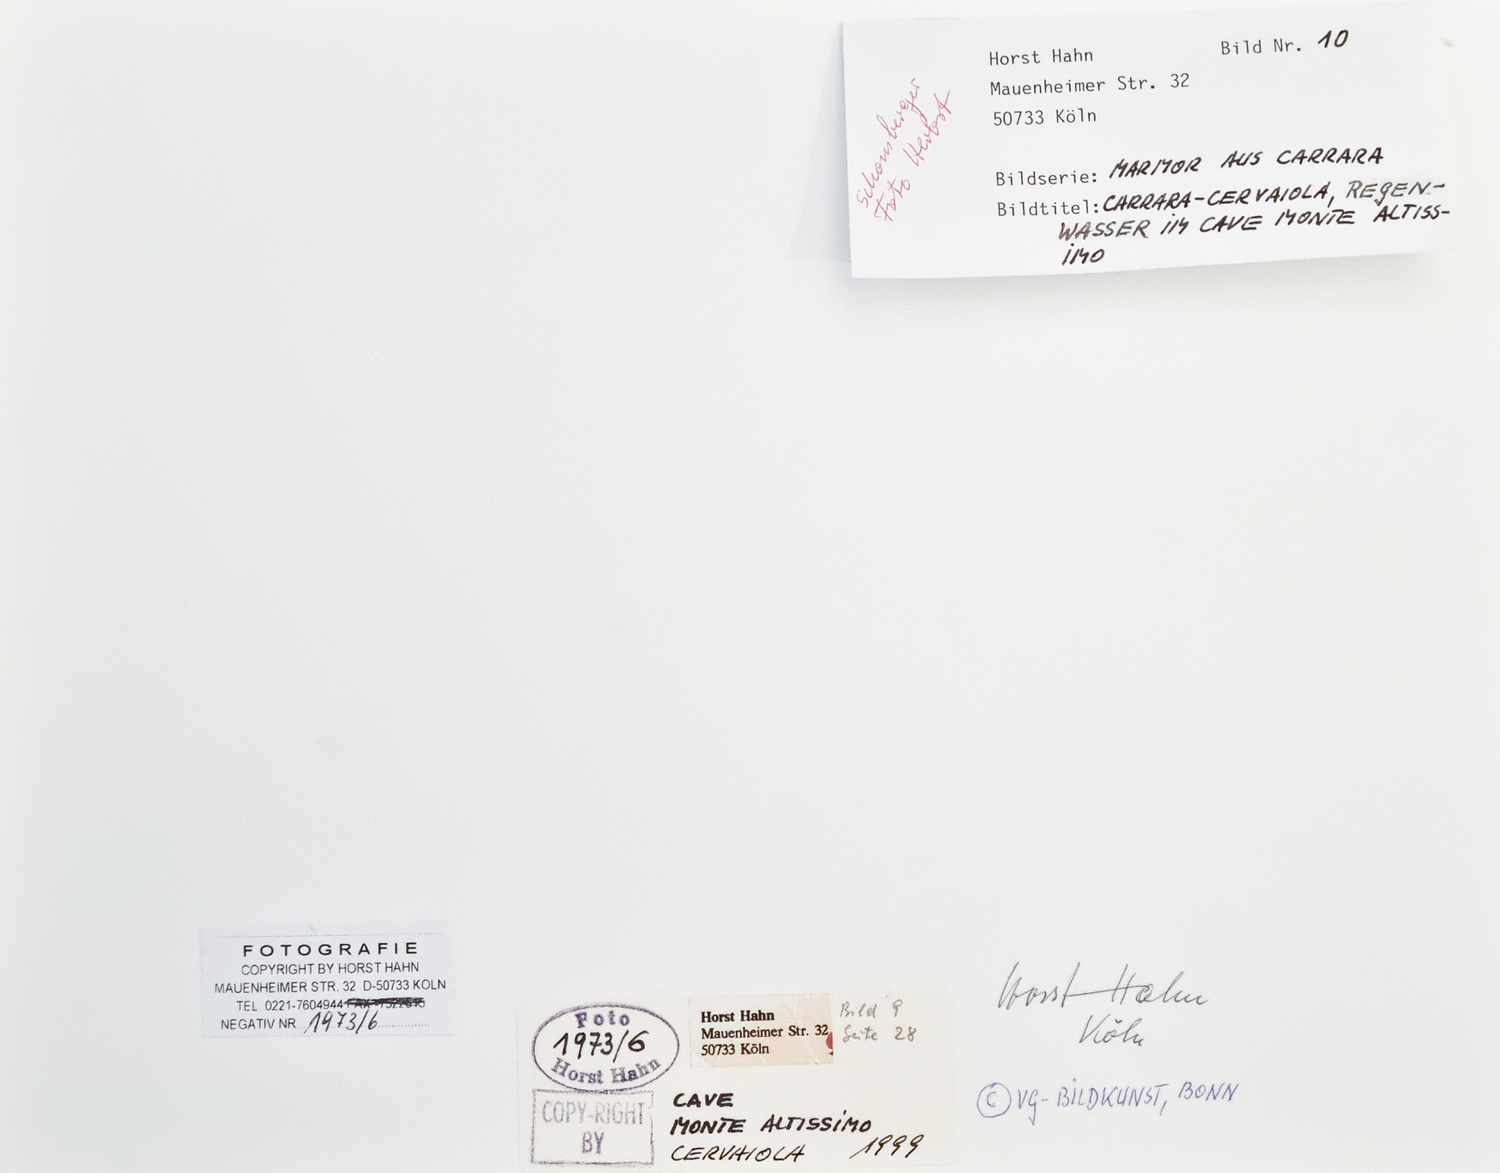 Horst Hahn Bild Nr. 10
Mauenheimer Str. 32
50733 Köln
Schomberger
Foto Herbst
Bildserie: MARMOR AUS CARRARA
Bildtitel: CARRARA-CERVAIOLA, REGEN-
WASSER IM CAVE MONTE ALTISS-
IMO
FOTOGRAFIE
COPYRIGHT BY HORST HAHN
MAUENHEIMER STR. 32 D-50733 KÖLN
TEL. 0221-7604944
NEGATIV NR. 1973/6
Foto
1973/6
Horst Hahn
COPY-RIGHT
BY
Horst Hahn
Mauenheimer Str. 32
50733 Köln
Bild 9
Seite 28
CAVE
MONTE ALTISSIMO
CERVAIOLA 1999
Horst Hahn
Köln
© VG-BILDKUNST, BONN